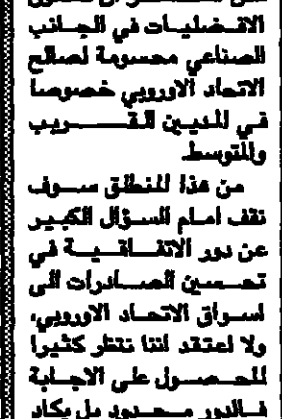 الافضليات في الجانب
الصناعي محسومة لصالح
الاتحاد الاوروبي خصوصا
في المديين القريب
والمتوسط.
من هذا المنطلق سوف
نقف امام السؤال الكبير
عن دور الاتفاقية في
تحسين الصادرات الى
اسواق الاتحاد الاوروبي،
ولا اعتقد اننا ننتظر كثيرا
للحصول على الاجابة
فالدور محدود بل يكاد